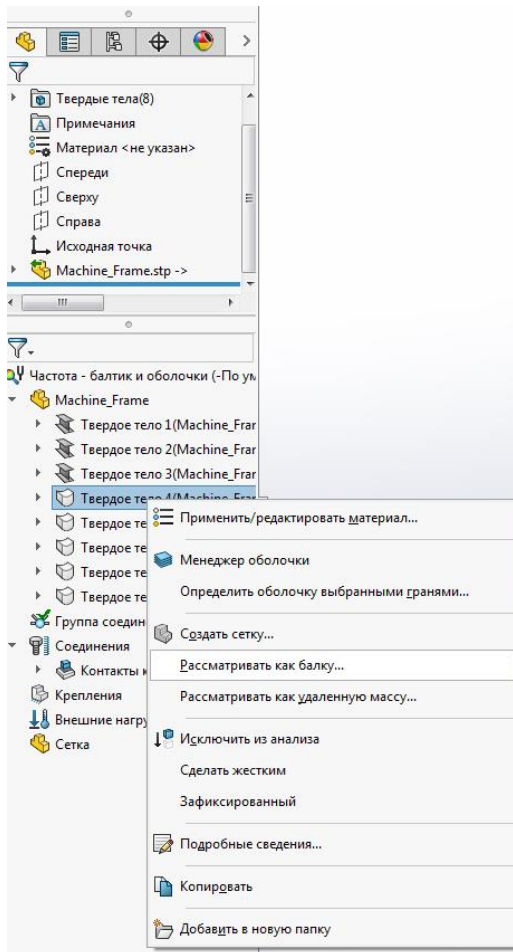 Твердые тела(8)
Примечания
Материал <не указан>
Спереди
Сверху
Справа
Исходная точка
Machine_Frame.stp ->
Частота - балтик и оболочки (-По ум
Machine_Frame
Твердое тело 1(Machine_Frar
Твердое тело 2(Machine_Frar
Твердое тело 3(Machine_Frar
Твердое тело 4(Machine_Frar
Твердое те
Твердое те
Твердое те
Твердое те
Группа соедин
Соединения
Контакты к
Крепления
Внешние нагру
Сетка
Применить/редактировать материал...
Менеджер оболочки
Определить оболочку выбранными гранями...
Создать сетку...
Рассматривать как балку...
Рассматривать как удаленную массу...
Исключить из анализа
Сделать жестким
Зафиксированный
Подробные сведения...
Копировать
Добавить в новую папку